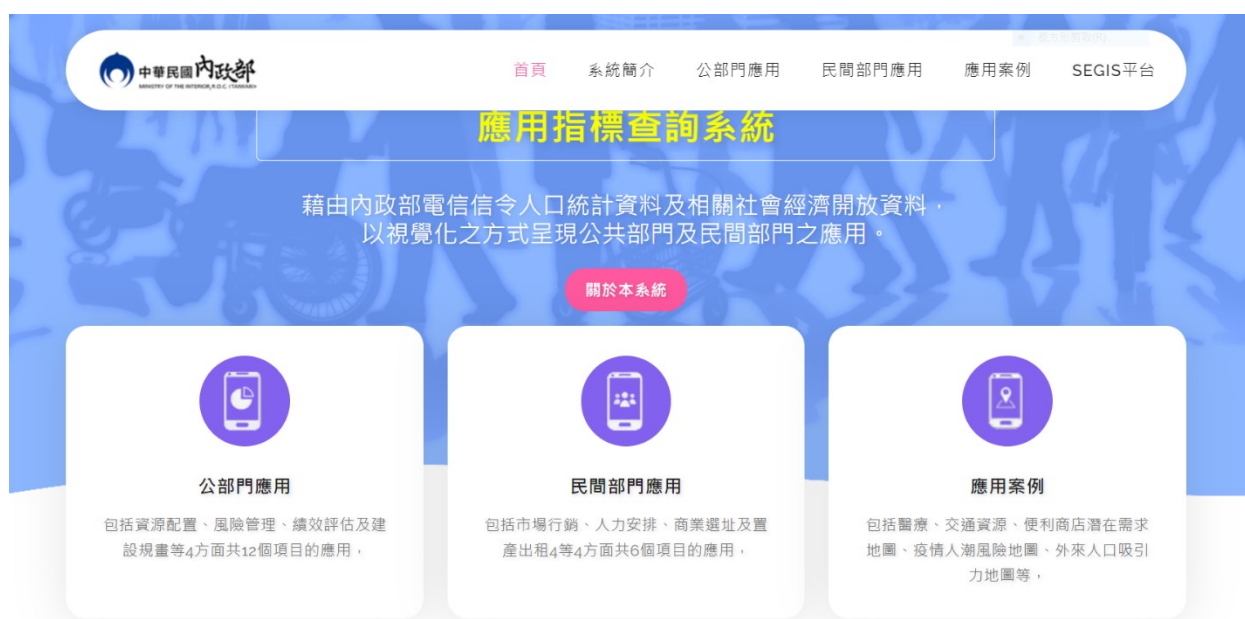 中華民國內政部
MINISTRY OF THE INTERIOR, R.O.C. (TAIWAN)
首頁
系統簡介
公部門應用
民間部門應用
應用案例
SEGIS平台
應用指標查詢系統
藉由內政部電信信令人口統計資料及相關社會經濟開放資料，
以視覺化之方式呈現公共部門及民間部門之應用。
關於本系統
公部門應用
包括資源配置、風險管理、績效評估及建
設規畫等4方面共12個項目的應用，
民間部門應用
包括市場行銷、人力安排、商業選址及置
產出租4等4方面共6個項目的應用，
應用案例
包括醫療、交通資源、便利商店潛在需求
地圖、疫情人潮風險地圖、外來人口吸引
力地圖等，